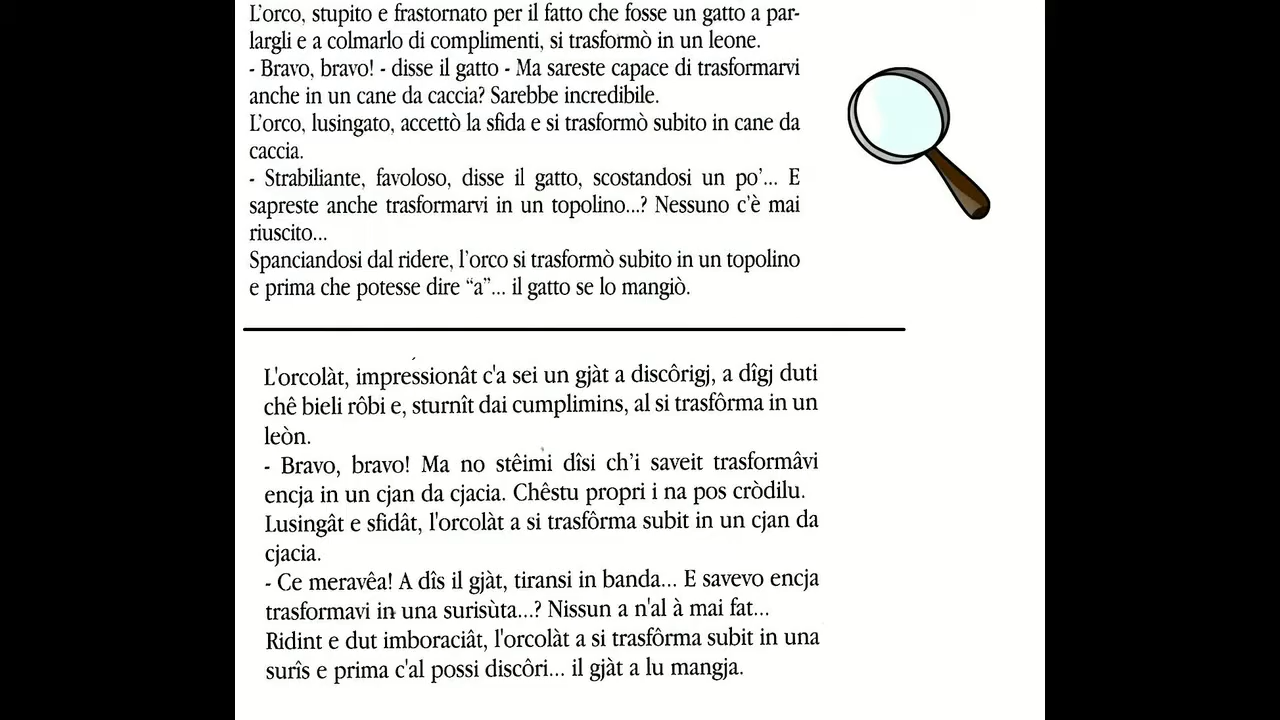 L'orco, stupito e frastornato per il fatto che fosse un gatto a par-
largli e a colmarlo di complimenti, si trasformò in un leone.
- Bravo, bravo! - disse il gatto - Ma sareste capace di trasformarvi
anche in un cane da caccia? Sarebbe incredibile.
L'orco, lusingato, accettò la sfida e si trasformò subito in cane da
caccia.
- Strabiliante, favoloso, disse il gatto, scostandosi un po'... E
sapreste anche trasformarvi in un topolino...? Nessuno c'è mai
riuscito...
Spanciandosi dal ridere, l'orco si trasformò subito in un topolino
e prima che potesse dire “a”... il gatto se lo mangiò.
L'orcolàt, impressionât c'a sei un gjàt a discôrigj, a dîgj duti
chê bieli rôbi e, sturnît dai cumplimins, al si trasfôrma in un
leòn.
- Bravo, bravo! Ma no stêimi dîsi ch'i saveit trasformâvi
encja in un cjan da cjacia. Chêstu propri i na pos cròdilu.
Lusingât e sfidât, l'orcolàt a si trasfôrma subit in un cjan da
cjacia.
- Ce meravêa! A dîs il gjàt, tiransi in banda... E savevo encja
trasformavi in una surisùta...? Nissun a n'al à mai fat...
Ridint e dut imboraciât, l'orcolàt a si trasfôrma subit in una
surîs e prima c'al possi discôri... il gjàt a lu mangja.